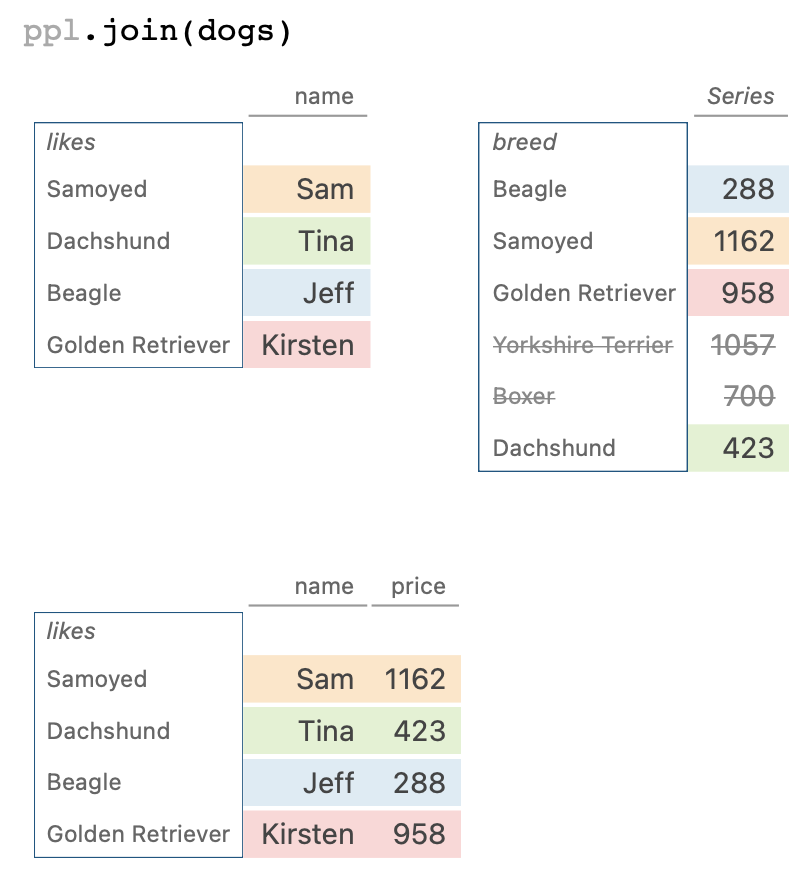 ppl.join(dogs)
name
likes
Samoyed Sam
Dachshund Tina
Beagle Jeff
Golden Retriever Kirsten
Series
breed
Beagle 288
Samoyed 1162
Golden Retriever 958
Yorkshire Terrier 1057
Boxer 700
Dachshund 423
name price
likes
Samoyed Sam 1162
Dachshund Tina 423
Beagle Jeff 288
Golden Retriever Kirsten 958